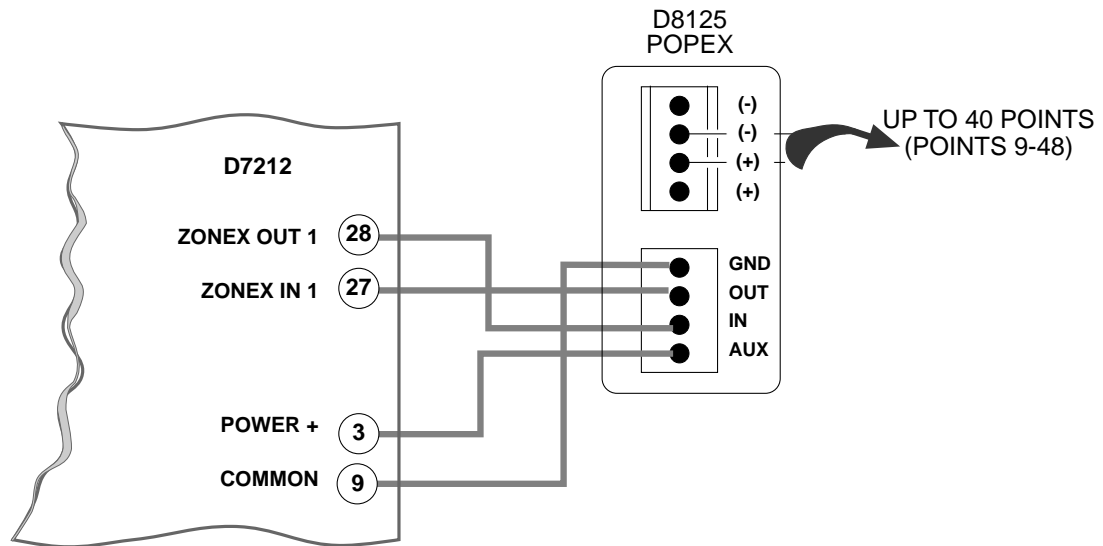 D8125
POPEX
(-)
(-)
(+)
(+)
UP TO 40 POINTS
(POINTS 9-48)
D7212
ZONEX OUT 1 28
ZONEX IN 1 27
POWER + 3
COMMON 9
GND
OUT
IN
AUX